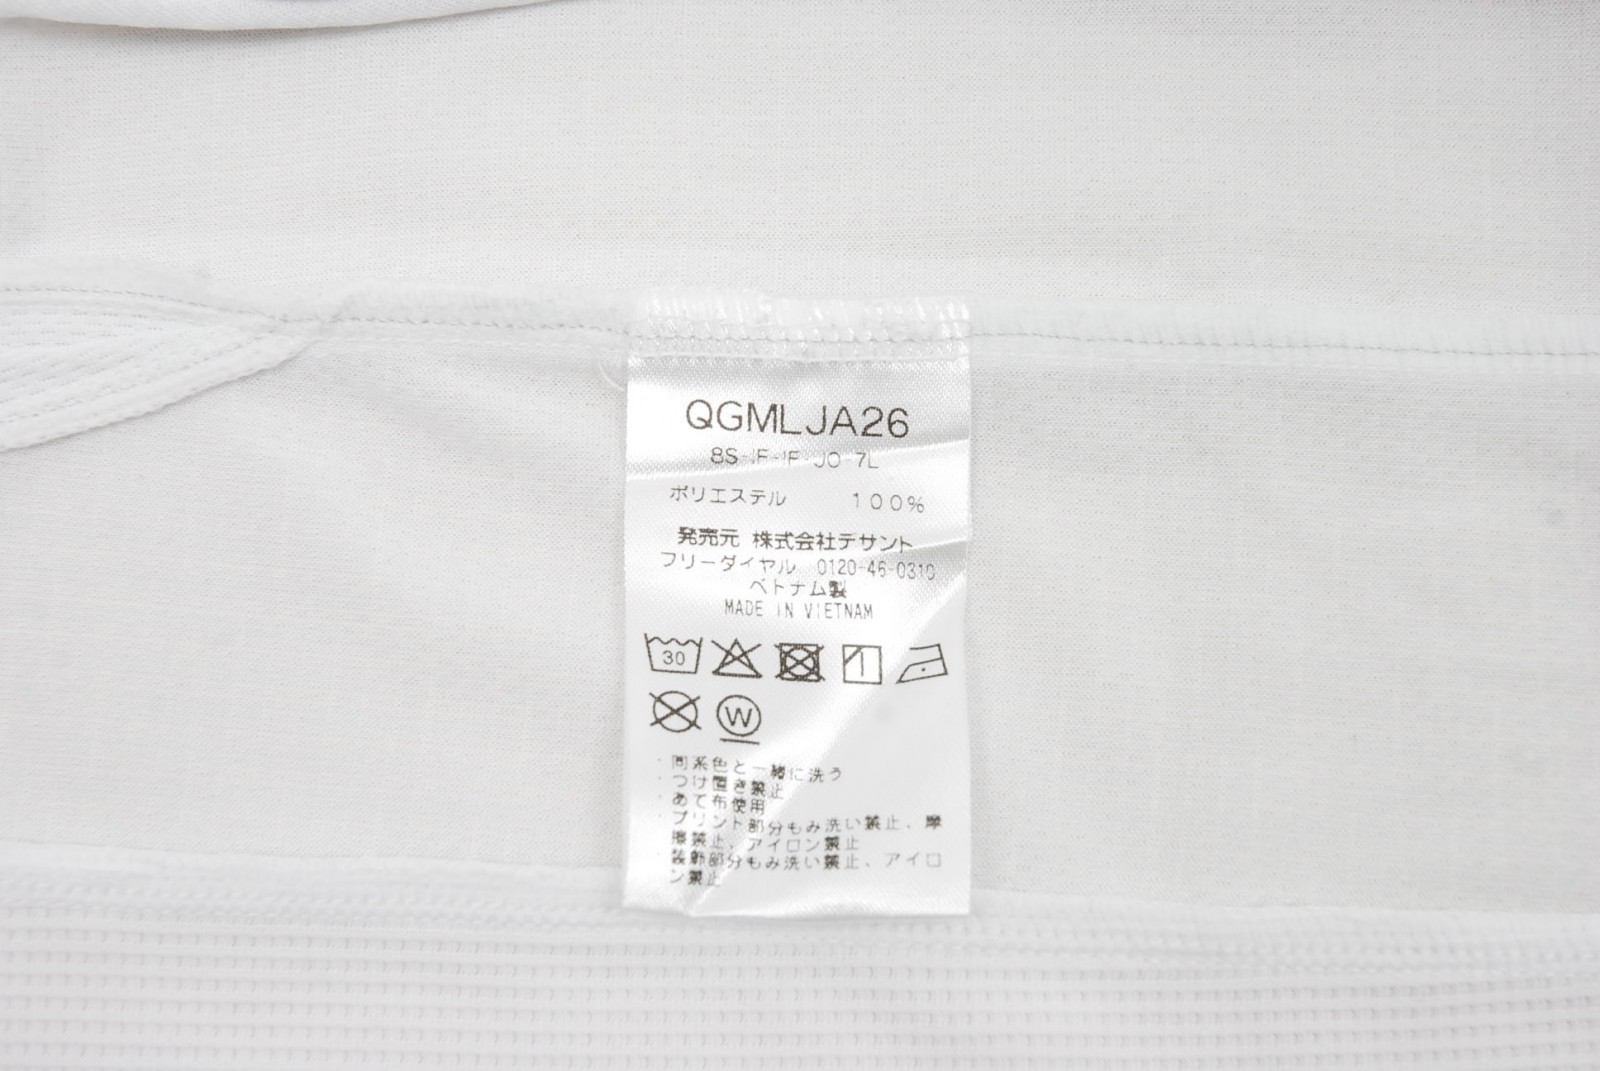 QGMLJA26
ポリエステル 100%
発売元 株式会社デサント
フリーダイヤル 0120-46-0310
ベトナム製
MADE IN VIETNAM
30
W
・同系色と一緒に洗う
・つけ置き禁止
・あて布使用
・プリント部分もみ洗い禁止、摩
擦禁止、アイロン禁止
・装飾部分もみ洗い禁止、アイロ
ン禁止